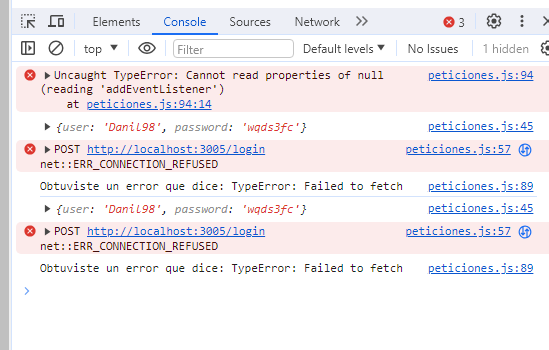 Elements Console Sources Network 3
top Filter Default levels No Issues 1 hidden
Uncaught TypeError: Cannot read properties of null peticiones.js:94
(reading 'addEventListener')
at peticiones.js:94:14
{user: 'Danil98', password: 'wqds3fc'} peticiones.js:45
POST http://localhost:3005/login peticiones.js:57
net::ERR_CONNECTION_REFUSED
Obtuviste un error que dice: TypeError: Failed to fetch peticiones.js:89
{user: 'Danil98', password: 'wqds3fc'} peticiones.js:45
POST http://localhost:3005/login peticiones.js:57
net::ERR_CONNECTION_REFUSED
Obtuviste un error que dice: TypeError: Failed to fetch peticiones.js:89